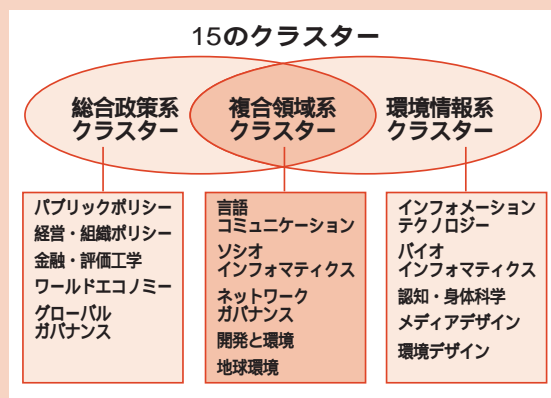 15のクラスター
総合政策系
クラスター
複合領域系
クラスター
環境情報系
クラスター
パブリックポリシー
経営・組織ポリシー
金融・評価工学
ワールドエコノミー
グローバル
ガバナンス
言語
コミュニケーション
ソシオ
インフォマティクス
ネットワーク
ガバナンス
開発と環境
地球環境
インフォメーション
テクノロジー
バイオ
インフォマティクス
認知・身体科学
メディアデザイン
環境デザイン